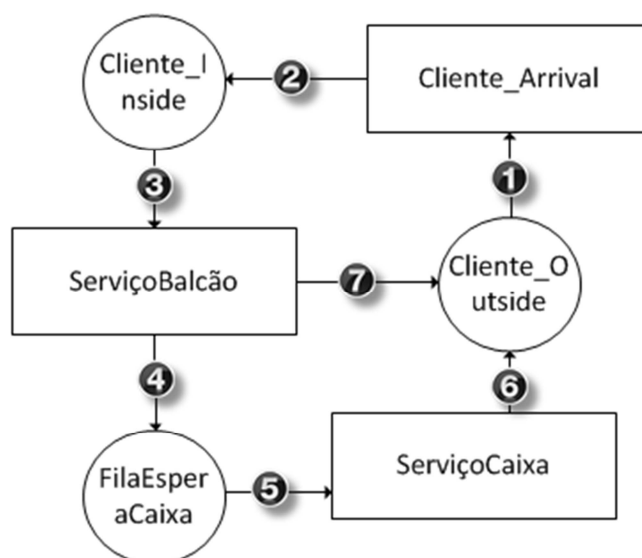 Cliente_I
nside
2
Cliente_Arrival
3
1
ServiçoBalcão
7
Cliente_O
utside
4
6
FilaEsper
aCaixa
5
ServiçoCaixa